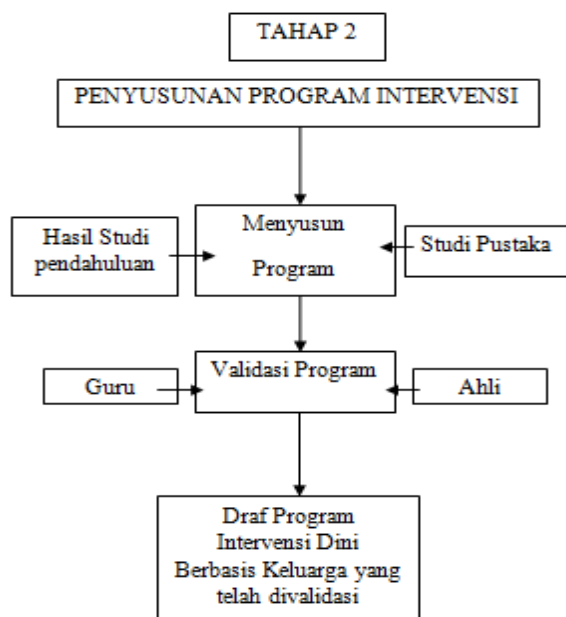 TAHAP 2
PENYUSUNAN PROGRAM INTERVENSI
Menyusun
Program
Hasil Studi
pendahuluan
Studi Pustaka
Validasi Program
Guru
Ahli
Draf Program
Intervensi Dini
Berbasis Keluarga yang
telah divalidasi